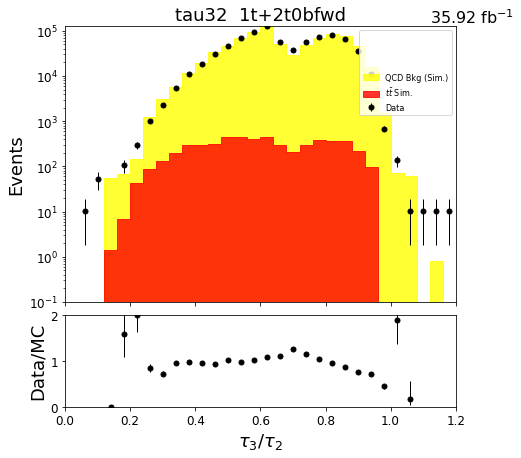 tau32 1t+2t0bfwd
35.92 fb⁻¹
QCD Bkg (Sim.)
tt̄ Sim.
Data
Events
10⁵
10⁴
10³
10²
10¹
10⁰
10⁻¹
Data/MC
2
1
0
0.0 0.2 0.4 0.6 0.8 1.0 1.2
τ₃/τ₂